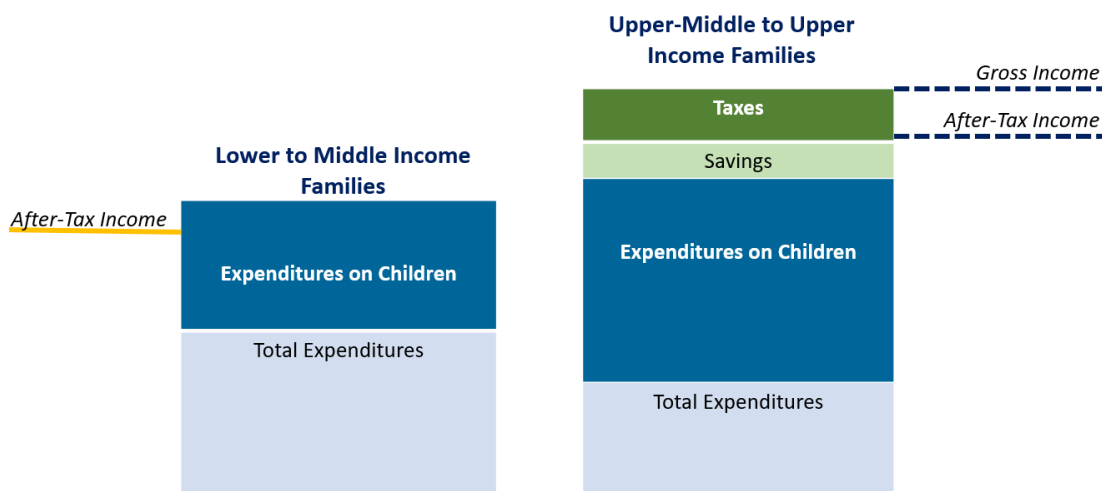 Lower to Middle Income
Families
After-Tax Income
Expenditures on Children
Total Expenditures
Upper-Middle to Upper
Income Families
Gross Income
Taxes
After-Tax Income
Savings
Expenditures on Children
Total Expenditures